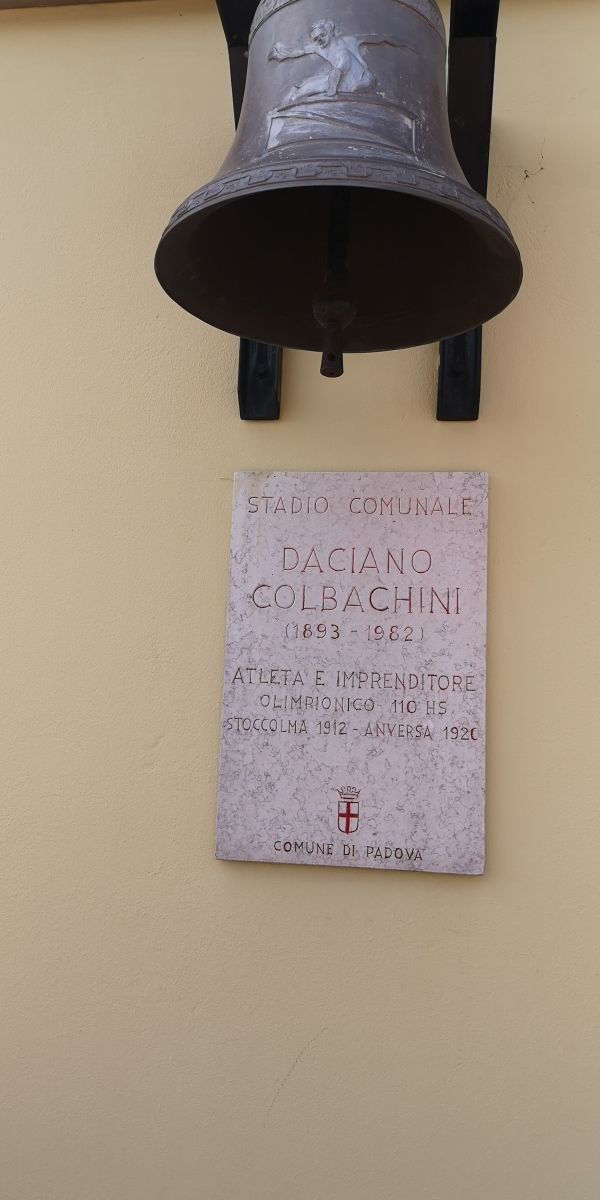 STADIO COMUNALE
DACIANO
COLBACHINI
(1893 - 1982)
ATLETA E IMPRENDITORE
OLIMPIONICO 110 HS
STOCCOLMA 1912 - ANVERSA 1920
COMUNE DI PADOVA